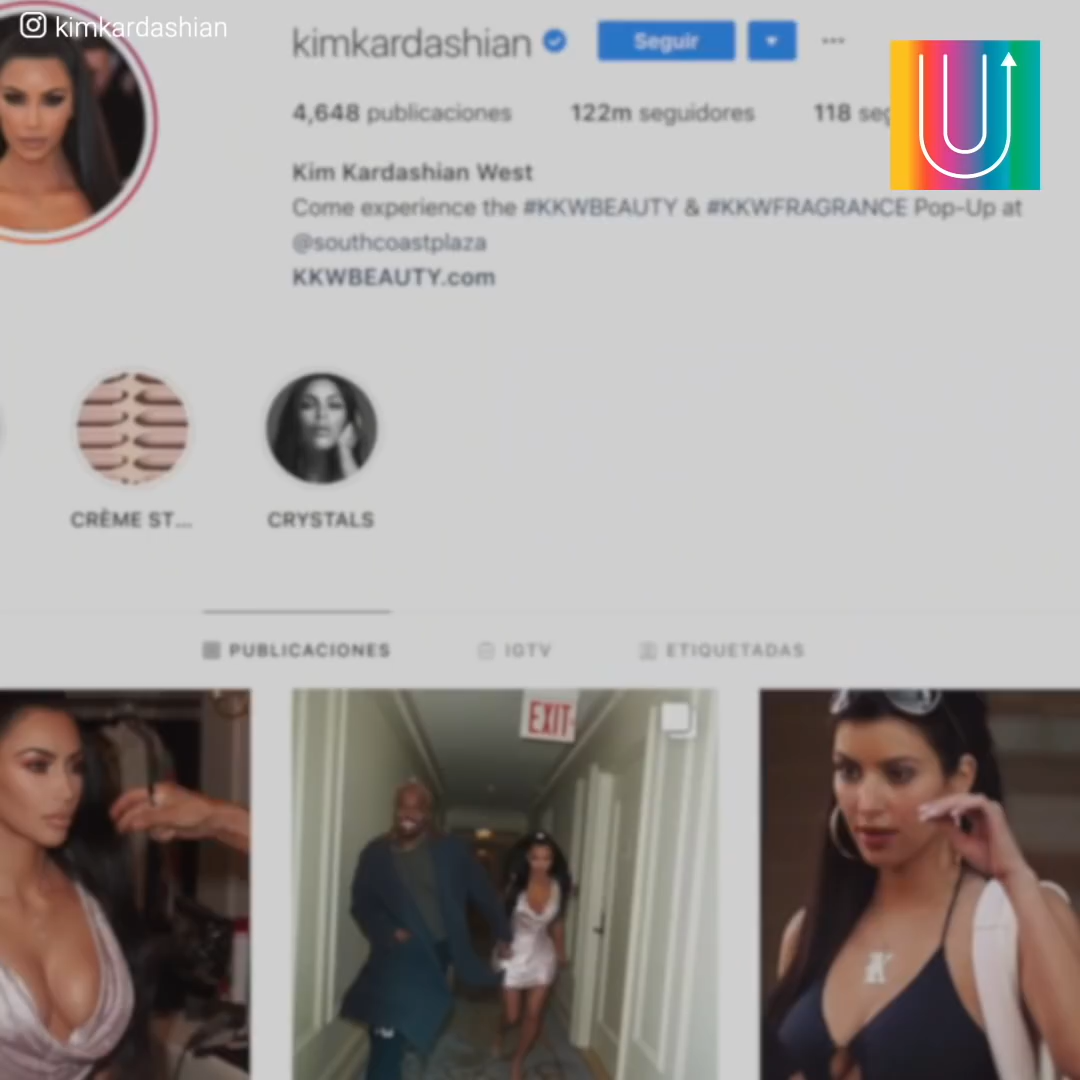 kimkardashian
kimkardashian Seguir
4,648 publicaciones 122m seguidores 118
Kim Kardashian West
Come experience the #KKWBEAUTY & #KKWFRAGRANCE Pop-Up at
@southcoastplaza
KKWBEAUTY.com
CRÈME ST... CRYSTALS
PUBLICACIONES IGTV ETIQUETADAS
EXIT
K
U